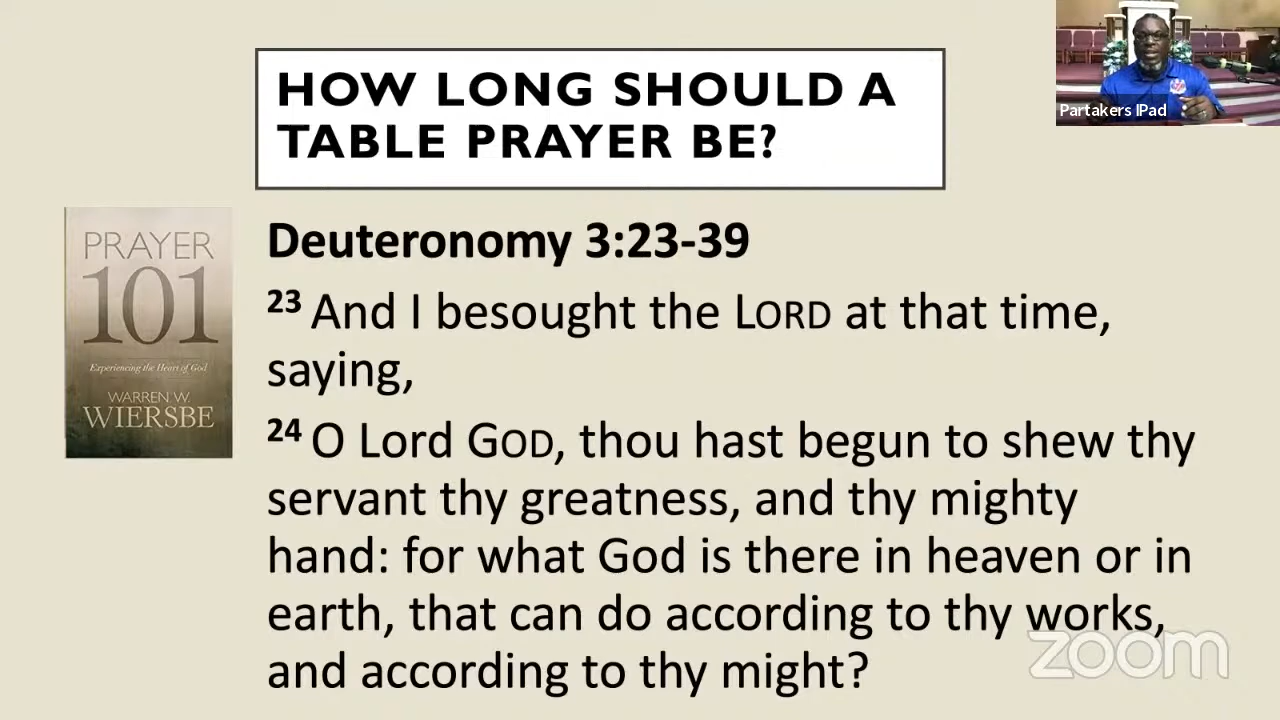 HOW LONG SHOULD A
TABLE PRAYER BE?
Partakers IPad
PRAYER
101
Experiencing the Heart of God
WARREN W.
WIERSBE
Deuteronomy 3:23-39
23 And I besought the LORD at that time,
saying,
24 O Lord GOD, thou hast begun to shew thy
servant thy greatness, and thy mighty
hand: for what God is there in heaven or in
earth, that can do according to thy works,
and according to thy might?
zoom